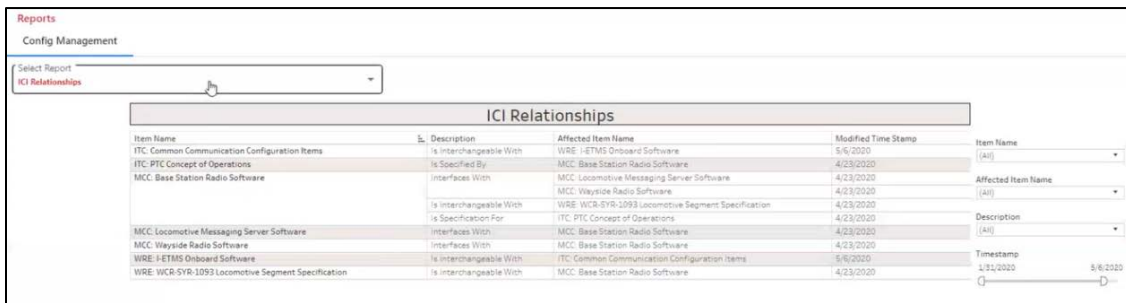 Reports
Config Management
Select Report
ICI Relationships
ICI Relationships
Item Name Description Affected Item Name Modified Time Stamp
ITC: Common Communication Configuration Items Is Interchangeable With WRE: I-ETMS Onboard Software 5/6/2020
ITC: PTC Concept of Operations Is Specified By MCC: Base Station Radio Software 4/23/2020
MCC: Base Station Radio Software Interfaces With MCC: Locomotive Messaging Server Software 4/23/2020
MCC: Wayside Radio Software 4/23/2020
Is Interchangeable With WRE: WCR-SYR-1093 Locomotive Segment Specification 4/23/2020
Is Specification For ITC: PTC Concept of Operations 4/23/2020
MCC: Locomotive Messaging Server Software Interfaces With MCC: Base Station Radio Software 4/23/2020
MCC: Wayside Radio Software Interfaces With MCC: Base Station Radio Software 4/23/2020
WRE: I-ETMS Onboard Software Is Interchangeable With ITC: Common Communication Configuration Items 5/6/2020
WRE: WCR-SYR-1093 Locomotive Segment Specification Is Interchangeable With MCC: Base Station Radio Software 4/23/2020
Item Name
(All)
Affected Item Name
(All)
Description
(All)
Timestamp
1/31/2020 5/6/2020